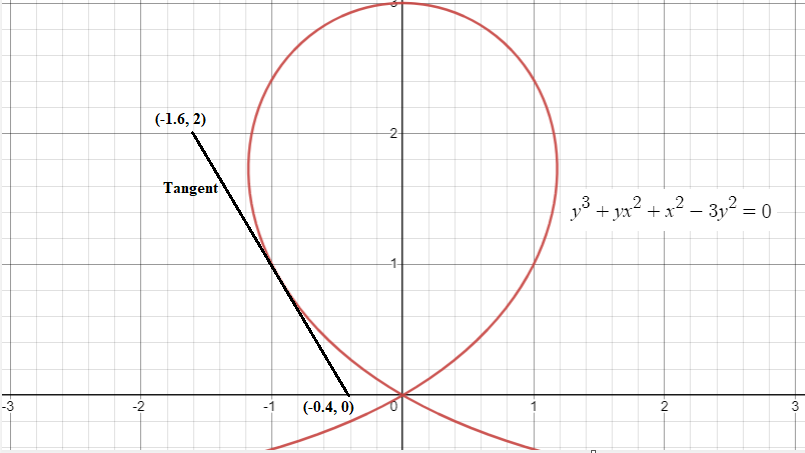 3
(-1.6, 2)
2
Tangent
y³ + yx² + x² − 3y² = 0
1
-3 -2 -1 0 1 2 3
(-0.4, 0)